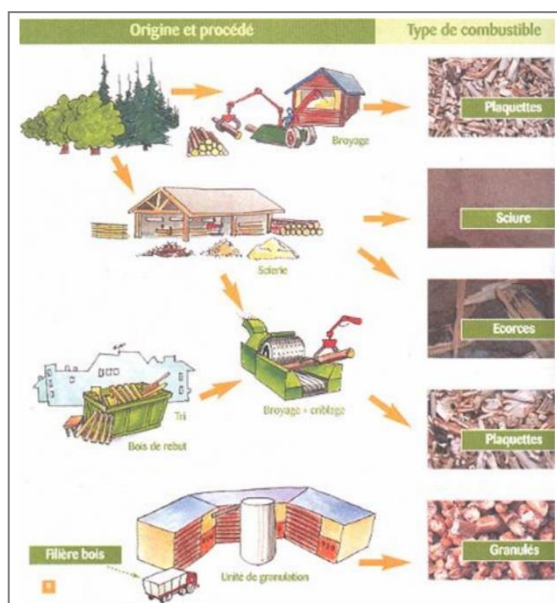 Origine et procédé
Type de combustible
Plaquettes
Broyage
Sciure
Scierie
Ecorces
Tri
Bois de rebut
Broyage + criblage
Plaquettes
Filière bois
Unité de granulation
Granulés